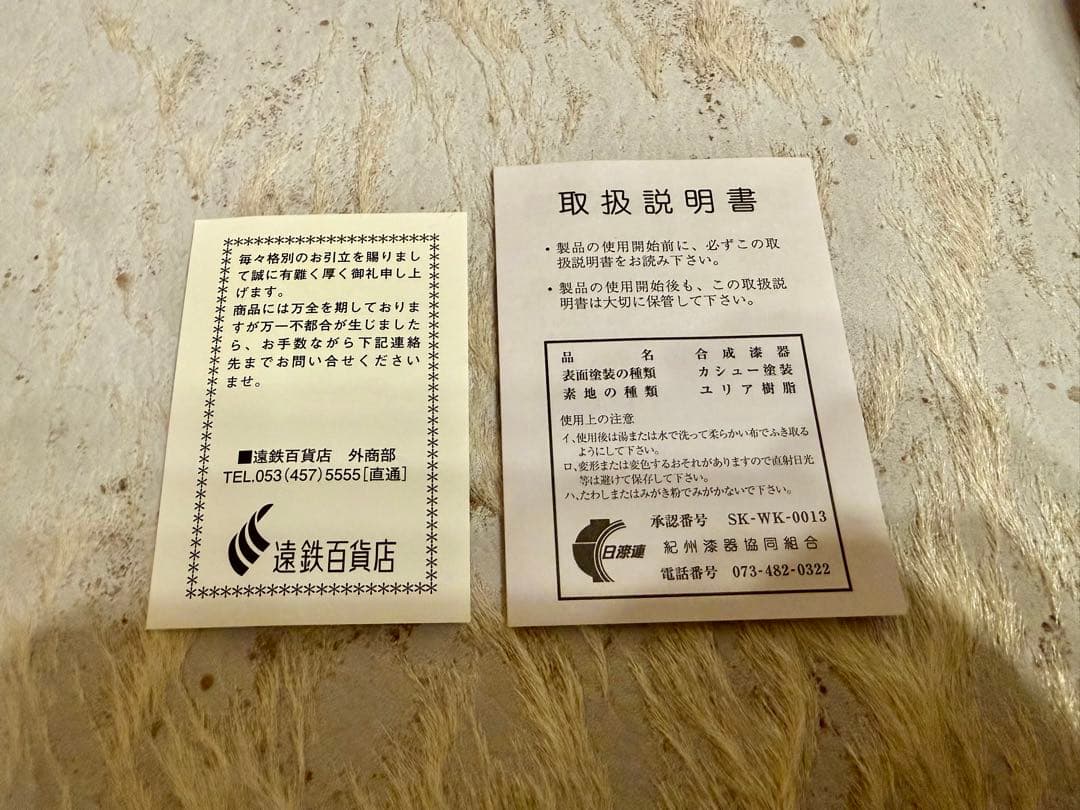 毎々格別のお引立を賜りまし
て誠に有難く厚く御礼申し上
げます。
商品には万全を期しておりま
すが万一不都合が生じました
ら、お手数ながら下記連絡
先までお問い合せください
ませ。
■遠鉄百貨店　外商部
TEL.053(457)5555[直通]
遠鉄百貨店
取扱説明書
・製品の使用開始前に、必ずこの取
扱説明書をお読み下さい。
・製品の使用開始後も、この取扱説
明書は大切に保管して下さい。
品名　合成漆器
表面塗装の種類　カシュー塗装
素地の種類　ユリア樹脂
使用上の注意
イ、使用後は湯または水で洗って柔らかい布でふき取る
ようにして下さい。
ロ、変形または変色するおそれがありますので直射日光
等は避けて保存して下さい。
ハ、たわしまたはみがき粉でみがかないで下さい。
承認番号　SK-WK-0013
日漆連
紀州漆器協同組合
電話番号　073-482-0322